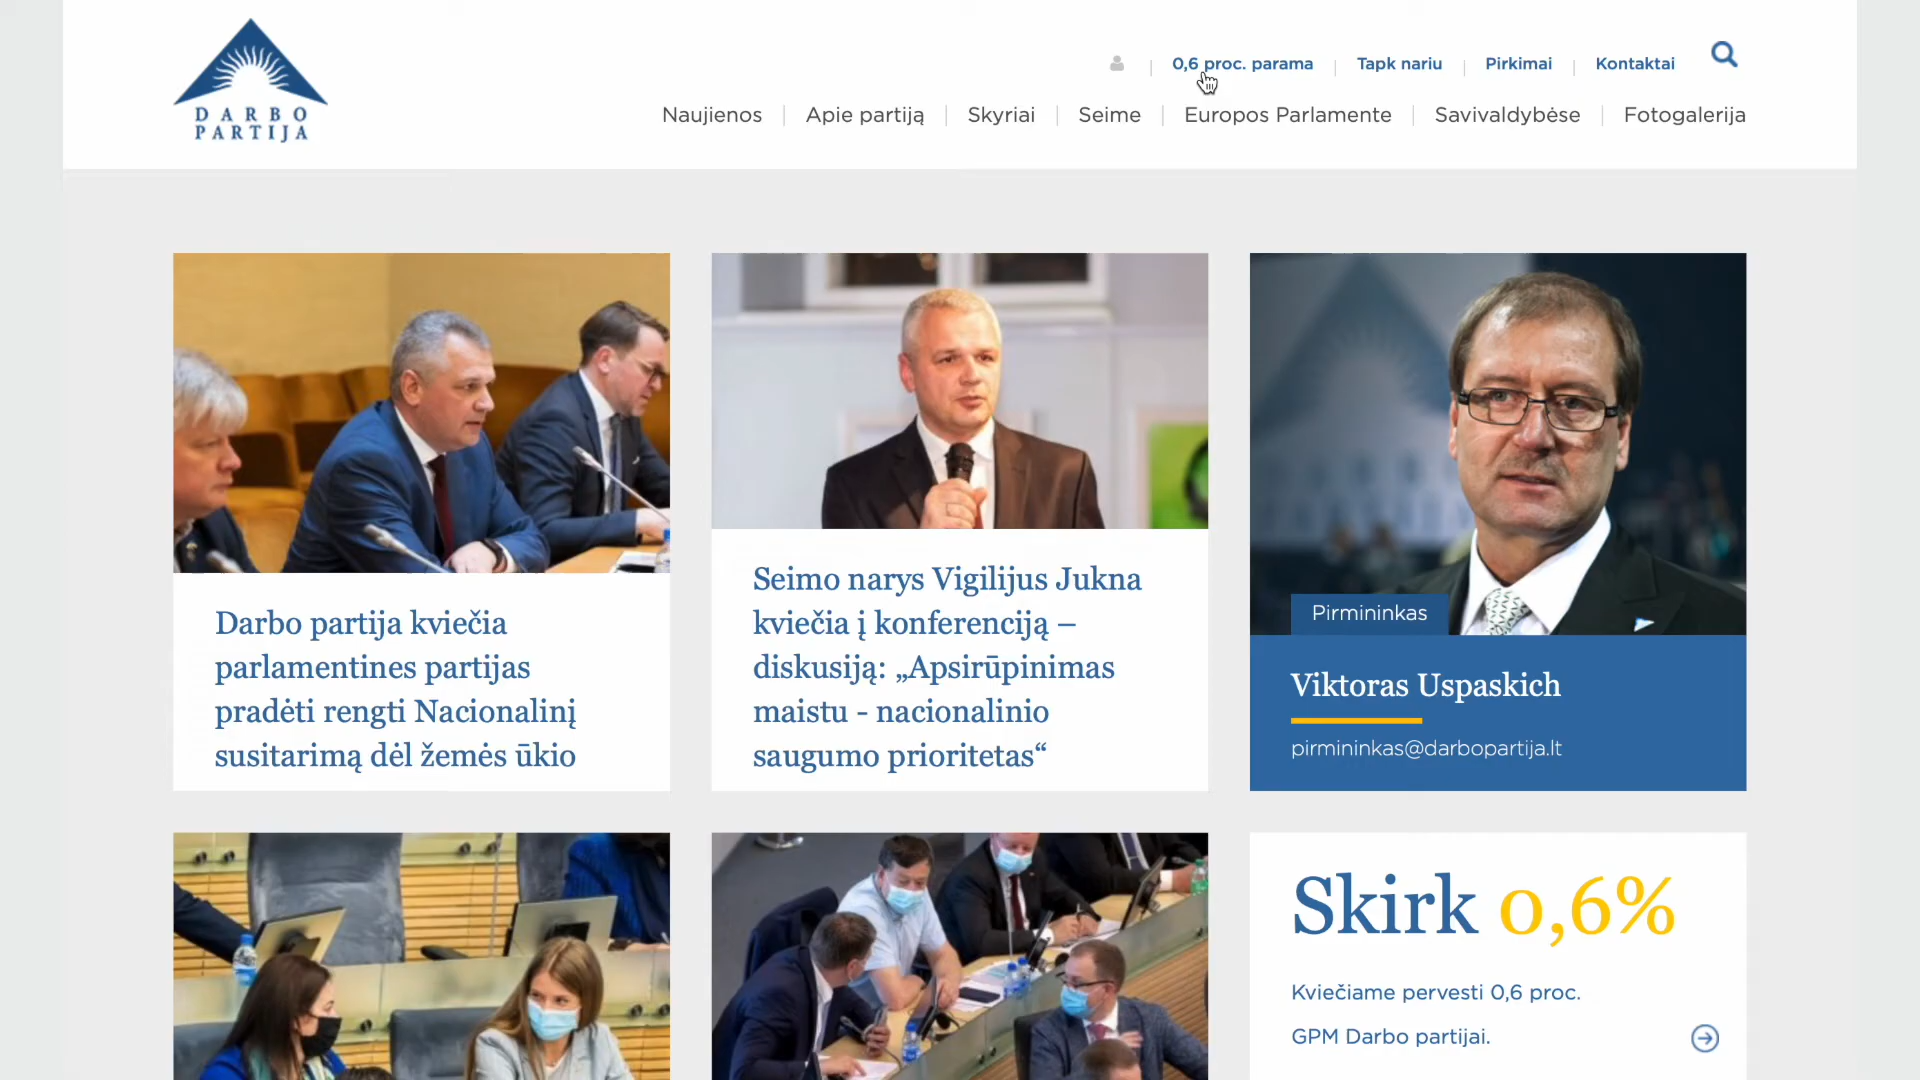 DARBO
PARTIJA
0,6 proc. parama
Tapk nariu
Pirkimai
Kontaktai
Naujienos
Apie partiją
Skyriai
Seime
Europos Parlamente
Savivaldybėse
Fotogalerija
Darbo partija kviečia
parlamentines partijas
pradėti rengti Nacionalinį
susitarimą dėl žemės ūkio
Seimo narys Vigilijus Jukna
kviečia į konferenciją –
diskusiją: „Apsirūpinimas
maistu - nacionalinio
saugumo prioritetas“
Pirmininkas
Viktoras Uspaskich
pirmininkas@darbopartija.lt
Skirk 0,6%
Kviečiame pervesti 0,6 proc.
GPM Darbo partijai.